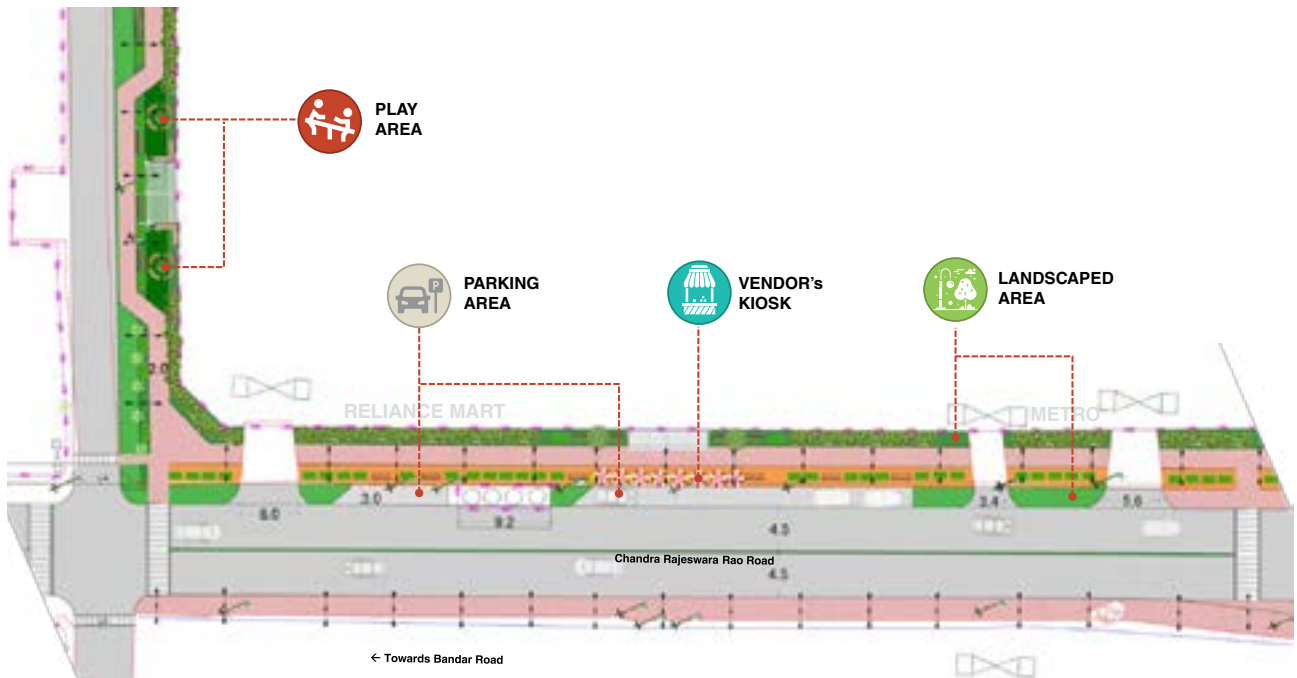 PLAY
AREA
PARKING
AREA
VENDOR's
KIOSK
LANDSCAPED
AREA
P
2.0
RELIANCE MART
METRO
3.0
3.4
5.6
6.0
9.2
4.5
Chandra Rajeswara Rao Road
4.5
← Towards Bandar Road